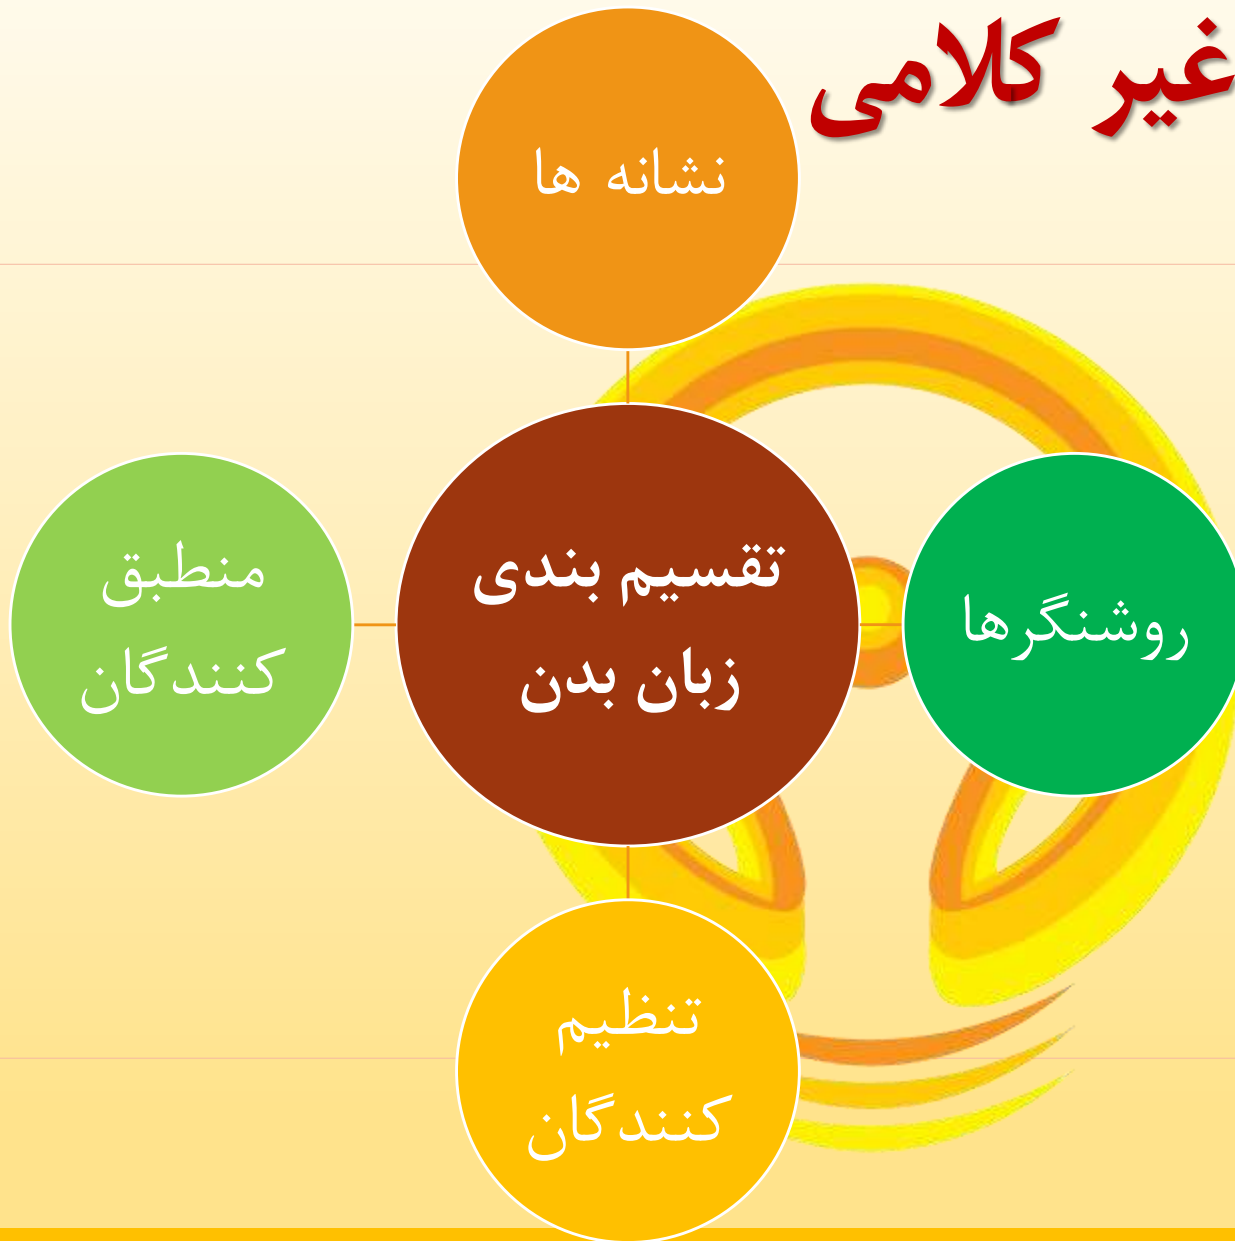 غیر کلامی
نشانه ها
روشنگرها
تقسیم بندی
زبان بدن
منطبق
کنندگان
تنظیم
کنندگان